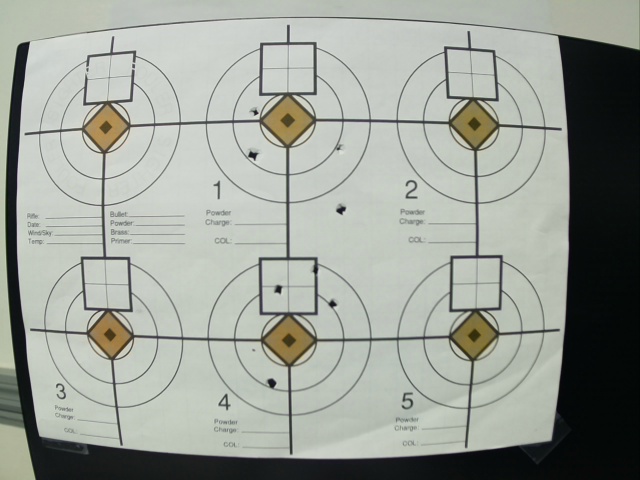 Rifle:
Date:
Wind/Sky:
Temp:
Bullet:
Powder:
Brass:
Primer:
1
Powder
Charge:
COL:
2
Powder
Charge:
COL:
3
Powder
Charge:
COL:
4
Powder
Charge:
COL:
5
Powder
Charge:
COL: